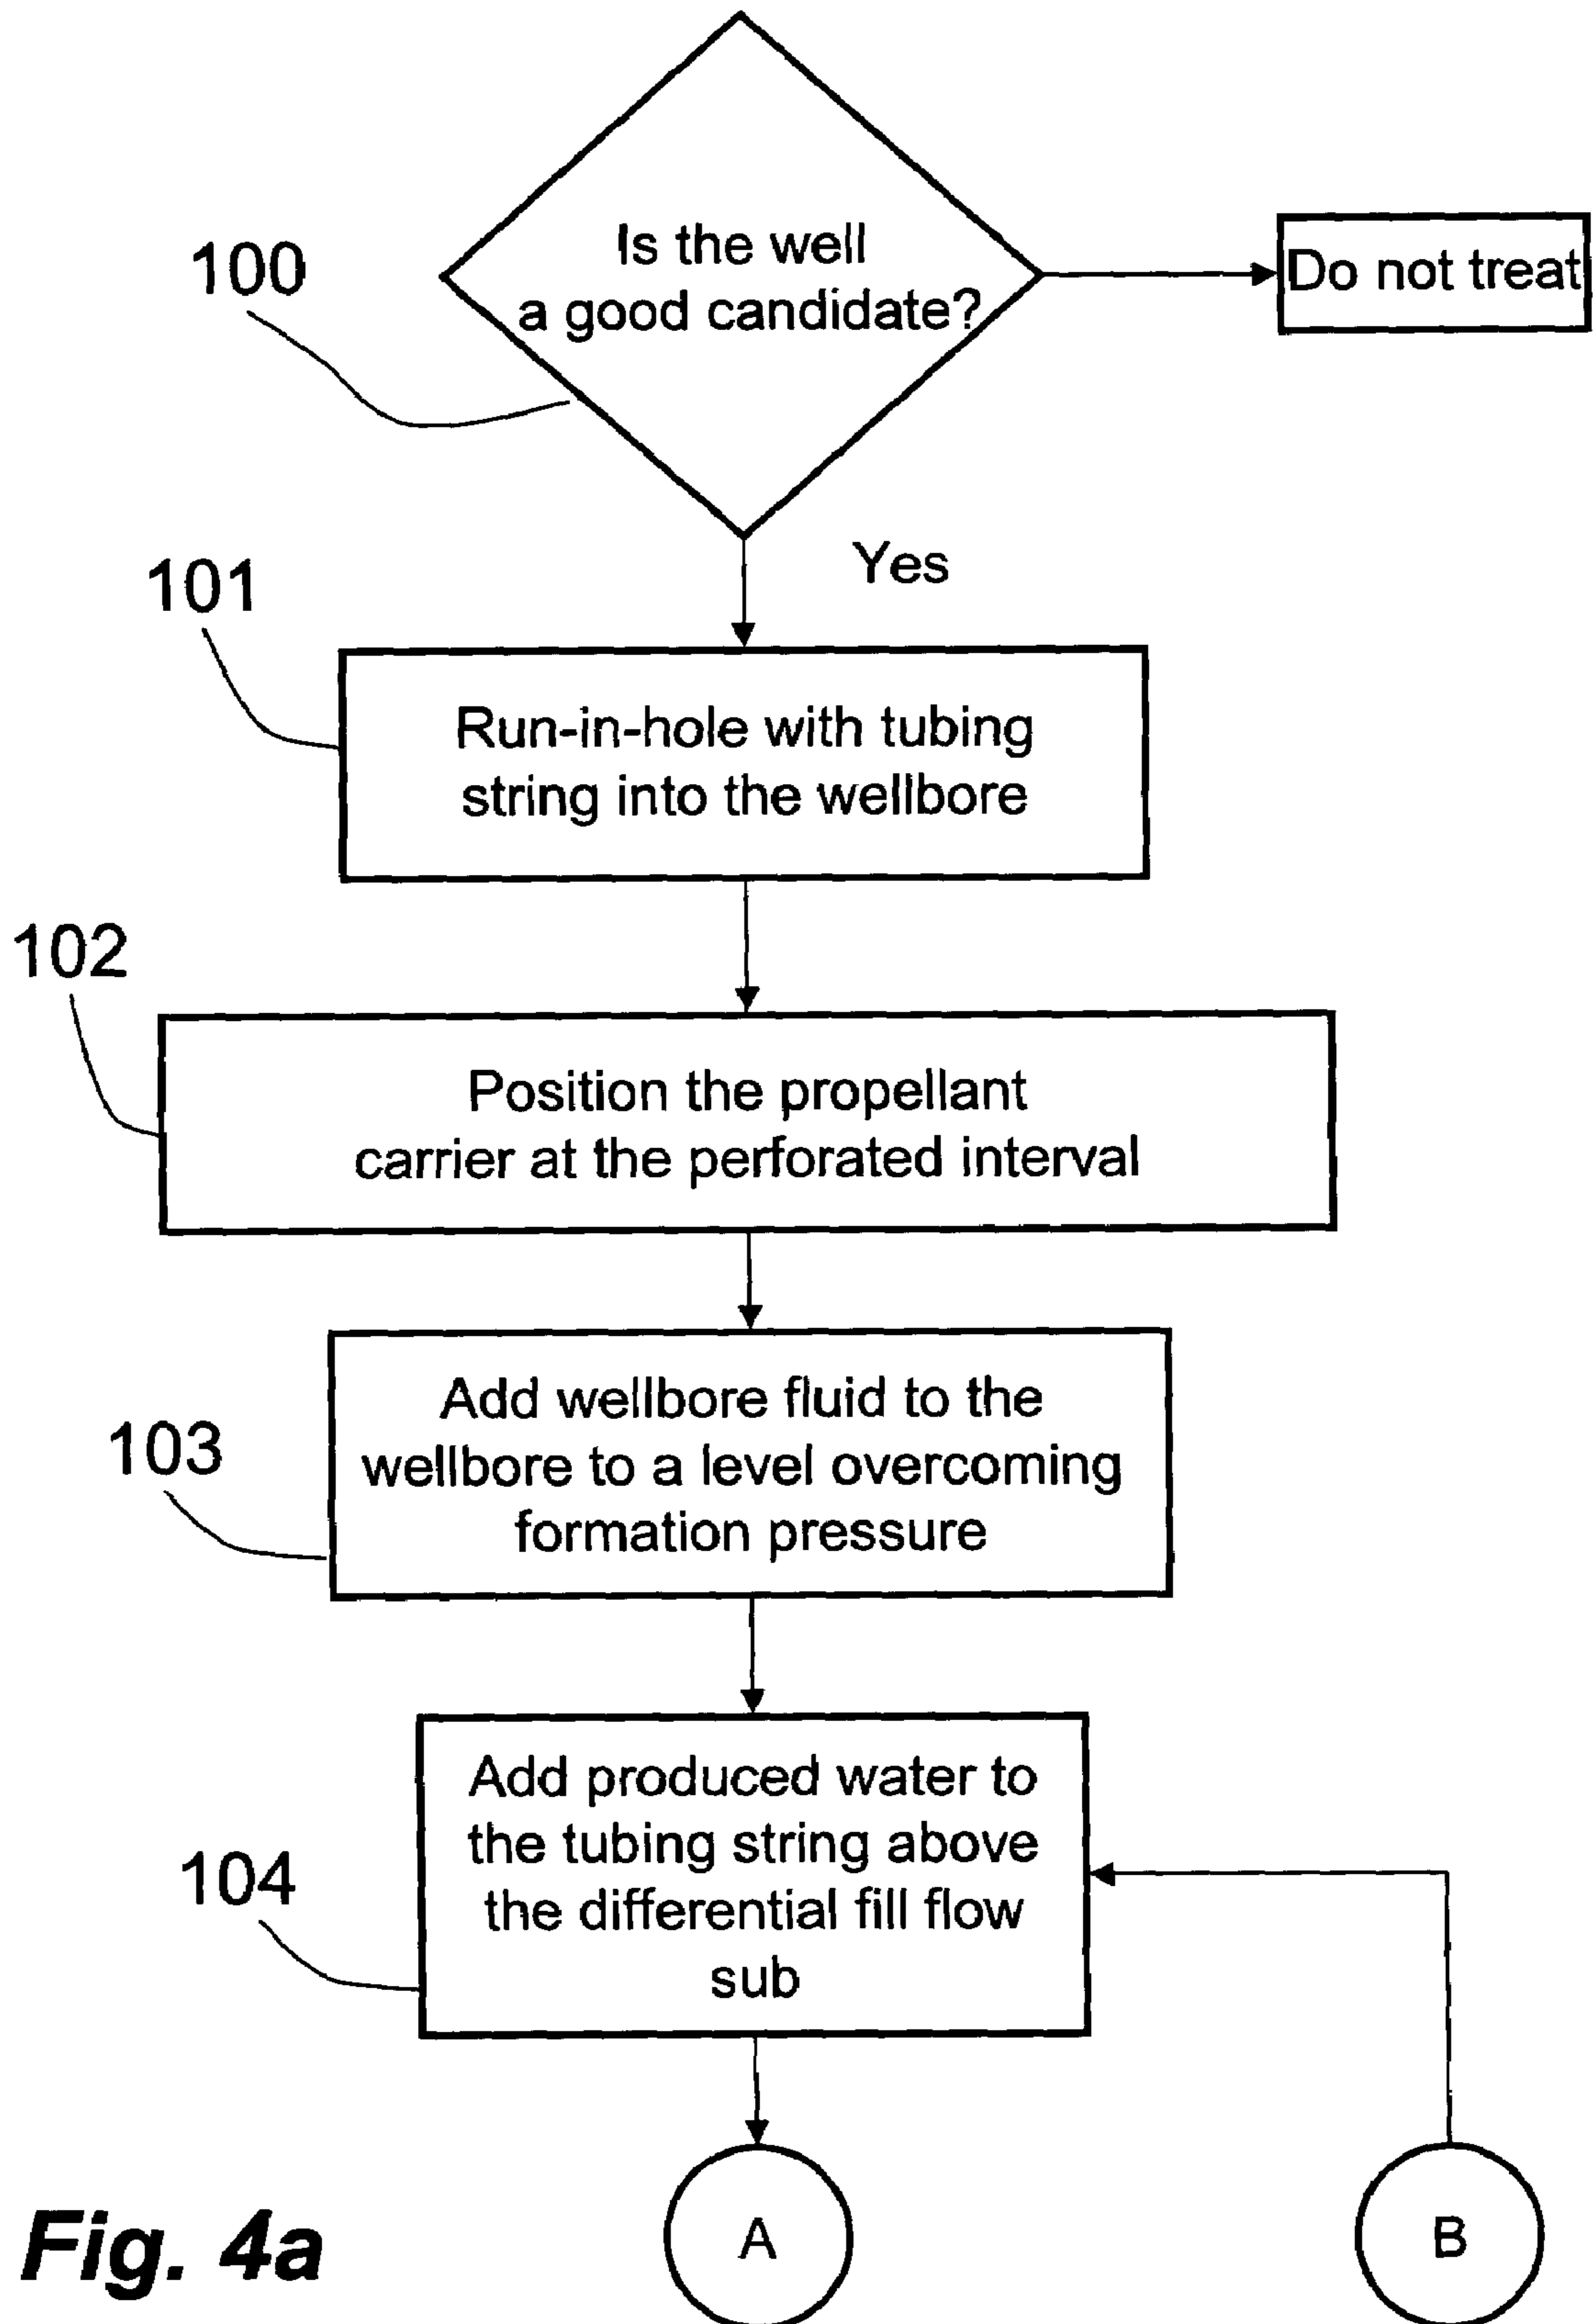 Is the well
a good candidate?
100
Do not treat
Yes
101
Run-in-hole with tubing
string into the wellbore
102
Position the propellant
carrier at the perforated interval
103
Add wellbore fluid to the
wellbore to a level overcoming
formation pressure
104
Add produced water to
the tubing string above
the differential fill flow
sub
A
B
Fig. 4a